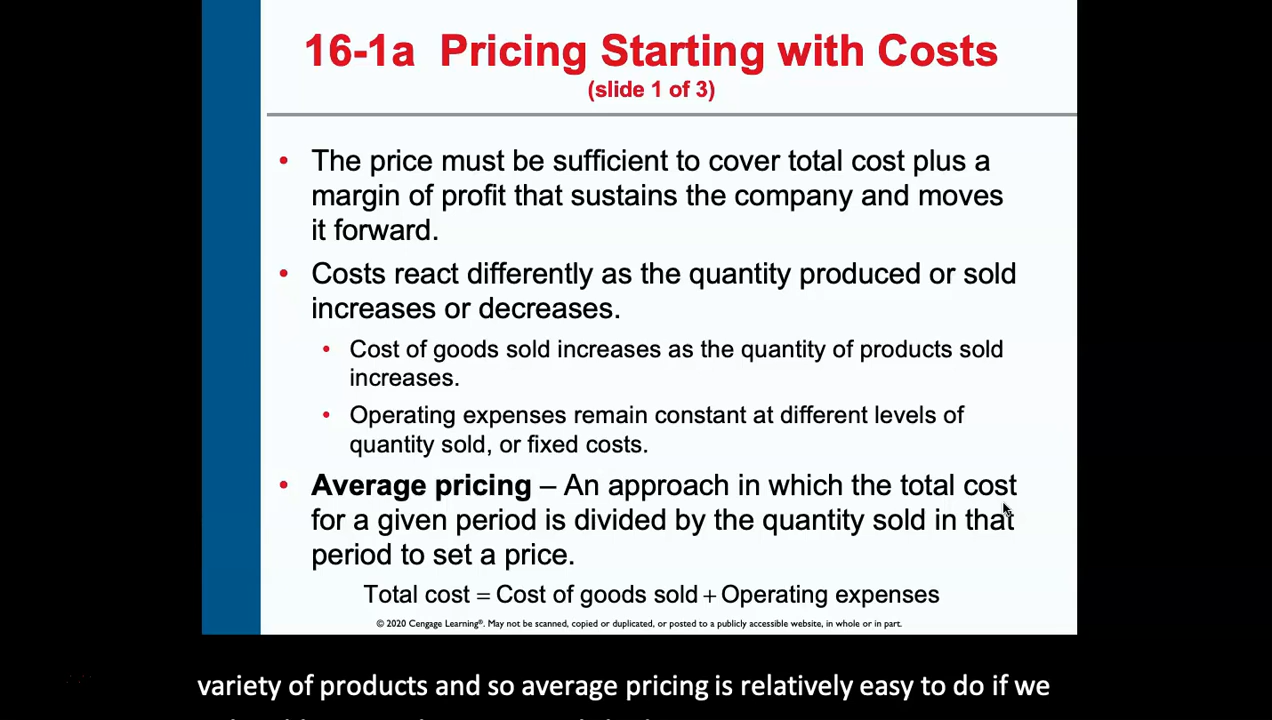 16-1a Pricing Starting with Costs
(slide 1 of 3)
• The price must be sufficient to cover total cost plus a
margin of profit that sustains the company and moves
it forward.
• Costs react differently as the quantity produced or sold
increases or decreases.
• Cost of goods sold increases as the quantity of products sold
increases.
• Operating expenses remain constant at different levels of
quantity sold, or fixed costs.
• Average pricing – An approach in which the total cost
for a given period is divided by the quantity sold in that
period to set a price.
Total cost = Cost of goods sold + Operating expenses
© 2020 Cengage Learning®. May not be scanned, copied or duplicated, or posted to a publicly accessible website, in whole or in part.
variety of products and so average pricing is relatively easy to do if we